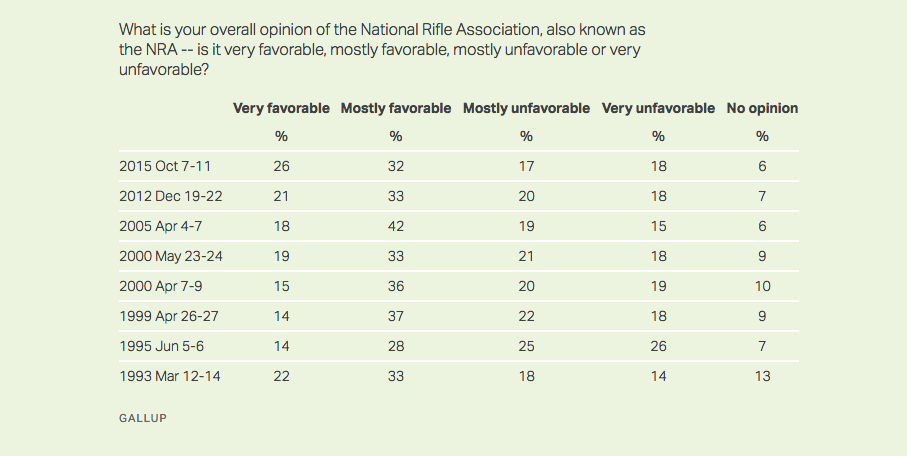 What is your overall opinion of the National Rifle Association, also known as
the NRA -- is it very favorable, mostly favorable, mostly unfavorable or very
unfavorable?
Very favorable Mostly favorable Mostly unfavorable Very unfavorable No opinion
% % % % %
2015 Oct 7-11 26 32 17 18 6
2012 Dec 19-22 21 33 20 18 7
2005 Apr 4-7 18 42 19 15 6
2000 May 23-24 19 33 21 18 9
2000 Apr 7-9 15 36 20 19 10
1999 Apr 26-27 14 37 22 18 9
1995 Jun 5-6 14 28 25 26 7
1993 Mar 12-14 22 33 18 14 13
GALLUP